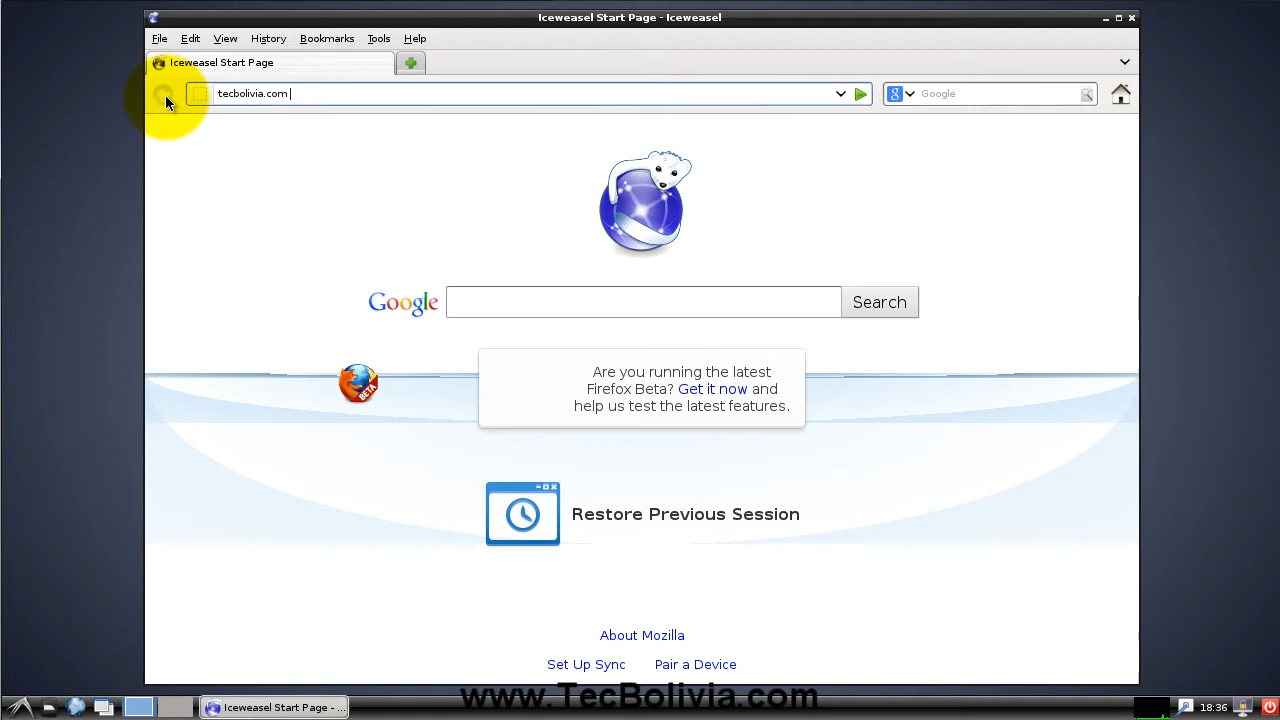 Iceweasel Start Page - Iceweasel
File Edit View History Bookmarks Tools Help
Iceweasel Start Page
tecbolivia.com
Google
Google
Search
Are you running the latest
Firefox Beta? Get it now and
help us test the latest features.
BETA
Restore Previous Session
About Mozilla
Set Up Sync Pair a Device
www.TecBolivia.com
Iceweasel Start Page - ...
18:36